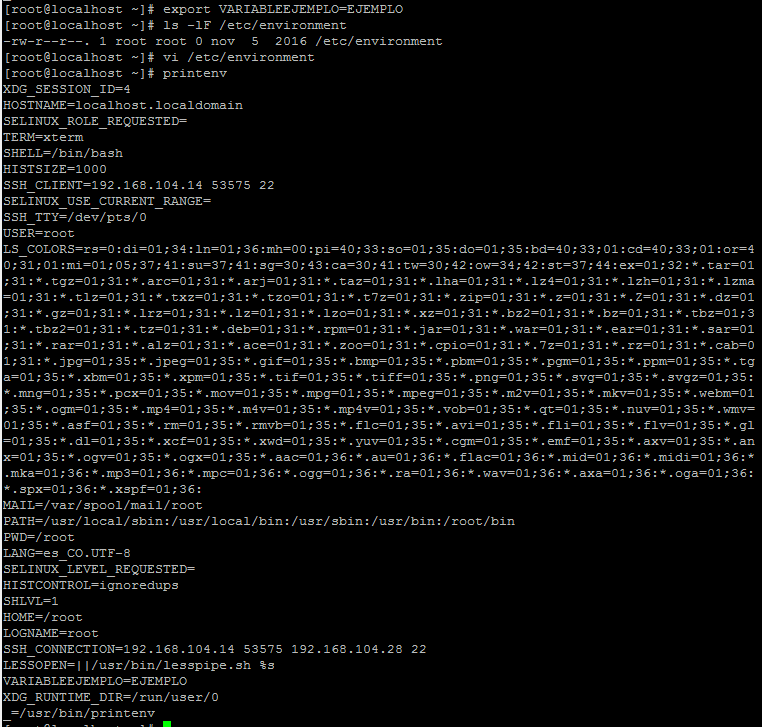 [root@localhost ~]# export VARIABLEEJEMPLO=EJEMPLO
[root@localhost ~]# ls -lF /etc/environment
-rw-r--r--. 1 root root 0 nov  5  2016 /etc/environment
[root@localhost ~]# vi /etc/environment
[root@localhost ~]# printenv
XDG_SESSION_ID=4
HOSTNAME=localhost.localdomain
SELINUX_ROLE_REQUESTED=
TERM=xterm
SHELL=/bin/bash
HISTSIZE=1000
SSH_CLIENT=192.168.104.14 53575 22
SELINUX_USE_CURRENT_RANGE=
SSH_TTY=/dev/pts/0
USER=root
LS_COLORS=rs=0:di=01;34:ln=01;36:mh=00:pi=40;33:so=01;35:do=01;35:bd=40;33;01:cd=40;33;01:or=4
0;31;01:mi=01;05;37;41:su=37;41:sg=30;43:ca=30;41:tw=30;42:ow=34;42:st=37;44:ex=01;32:*.tar=01
;31:*.tgz=01;31:*.arc=01;31:*.arj=01;31:*.taz=01;31:*.lha=01;31:*.lz4=01;31:*.lzh=01;31:*.lzma
=01;31:*.tlz=01;31:*.txz=01;31:*.tzo=01;31:*.t7z=01;31:*.zip=01;31:*.z=01;31:*.Z=01;31:*.dz=01
;31:*.gz=01;31:*.lrz=01;31:*.lz=01;31:*.lzo=01;31:*.xz=01;31:*.bz2=01;31:*.bz=01;31:*.tbz=01;3
1:*.tbz2=01;31:*.tz=01;31:*.deb=01;31:*.rpm=01;31:*.jar=01;31:*.war=01;31:*.ear=01;31:*.sar=01
;31:*.rar=01;31:*.alz=01;31:*.ace=01;31:*.zoo=01;31:*.cpio=01;31:*.7z=01;31:*.rz=01;31:*.cab=0
1;31:*.jpg=01;35:*.jpeg=01;35:*.gif=01;35:*.bmp=01;35:*.pbm=01;35:*.pgm=01;35:*.ppm=01;35:*.tg
a=01;35:*.xbm=01;35:*.xpm=01;35:*.tif=01;35:*.tiff=01;35:*.png=01;35:*.svg=01;35:*.svgz=01;35:
*.mng=01;35:*.pcx=01;35:*.mov=01;35:*.mpg=01;35:*.mpeg=01;35:*.m2v=01;35:*.mkv=01;35:*.webm=01
;35:*.ogm=01;35:*.mp4=01;35:*.m4v=01;35:*.mp4v=01;35:*.vob=01;35:*.qt=01;35:*.nuv=01;35:*.wmv=
01;35:*.asf=01;35:*.rm=01;35:*.rmvb=01;35:*.flc=01;35:*.avi=01;35:*.fli=01;35:*.flv=01;35:*.gl
=01;35:*.dl=01;35:*.xcf=01;35:*.xwd=01;35:*.yuv=01;35:*.cgm=01;35:*.emf=01;35:*.axv=01;35:*.an
x=01;35:*.ogv=01;35:*.ogx=01;35:*.aac=01;36:*.au=01;36:*.flac=01;36:*.mid=01;36:*.midi=01;36:*
.mka=01;36:*.mp3=01;36:*.mpc=01;36:*.ogg=01;36:*.ra=01;36:*.wav=01;36:*.axa=01;36:*.oga=01;36:
*.spx=01;36:*.xspf=01;36:
MAIL=/var/spool/mail/root
PATH=/usr/local/sbin:/usr/local/bin:/usr/sbin:/usr/bin:/root/bin
PWD=/root
LANG=es_CO.UTF-8
SELINUX_LEVEL_REQUESTED=
HISTCONTROL=ignoredups
SHLVL=1
HOME=/root
LOGNAME=root
SSH_CONNECTION=192.168.104.14 53575 192.168.104.28 22
LESSOPEN=||/usr/bin/lesspipe.sh %s
VARIABLEEJEMPLO=EJEMPLO
XDG_RUNTIME_DIR=/run/user/0
_=/usr/bin/printenv
[root@localhost ~]#